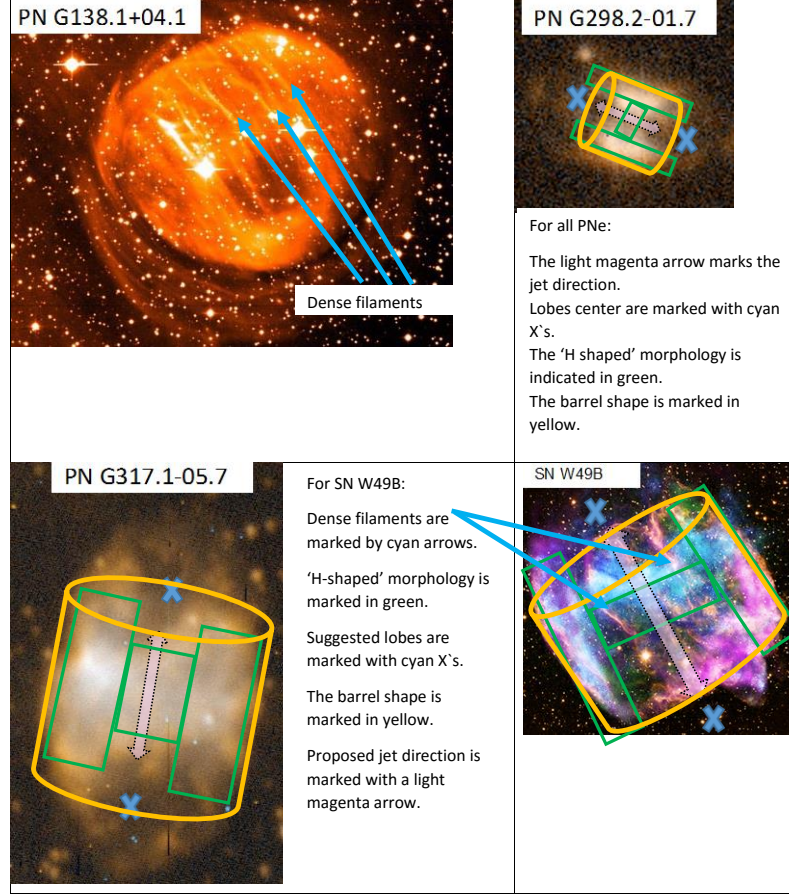 PN G138.1+04.1
Dense filaments
PN G298.2-01.7
For all PNe:
The light magenta arrow marks the
jet direction.
Lobes center are marked with cyan
X`s.
The ‘H shaped’ morphology is
indicated in green.
The barrel shape is marked in
yellow.
PN G317.1-05.7
For SN W49B:
Dense filaments are
marked by cyan arrows.
‘H-shaped’ morphology is
marked in green.
Suggested lobes are
marked with cyan X`s.
The barrel shape is
marked in yellow.
Proposed jet direction is
marked with a light
magenta arrow.
SN W49B